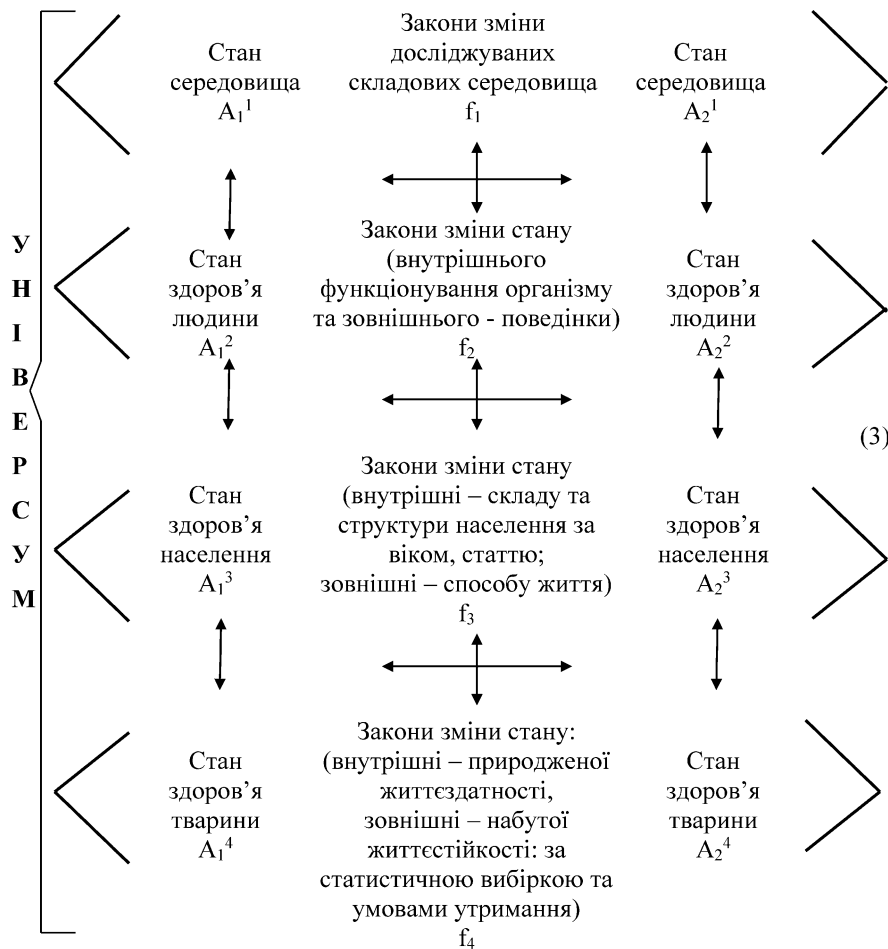 УНІВЕРСУМ
Стан
середовища
A₁¹
Закони зміни
досліджуваних
складових середовища
f₁
Стан
середовища
A₂¹
Стан
здоров’я
людини
A₁²
Закони зміни стану
(внутрішнього
функціонування організму
та зовнішнього - поведінки)
f₂
Стан
здоров’я
людини
A₂²
(3)
Стан
здоров’я
населення
A₁³
Закони зміни стану
(внутрішні – складу та
структури населення за
віком, статтю;
зовнішні – способу життя)
f₃
Стан
здоров’я
населення
A₂³
Стан
здоров’я
тварини
A₁⁴
Закони зміни стану:
(внутрішні – природженої
життєздатності,
зовнішні – набутої
життєстійкості: за
статистичною вибіркою та
умовами утримання)
f₄
Стан
здоров’я
тварини
A₂⁴